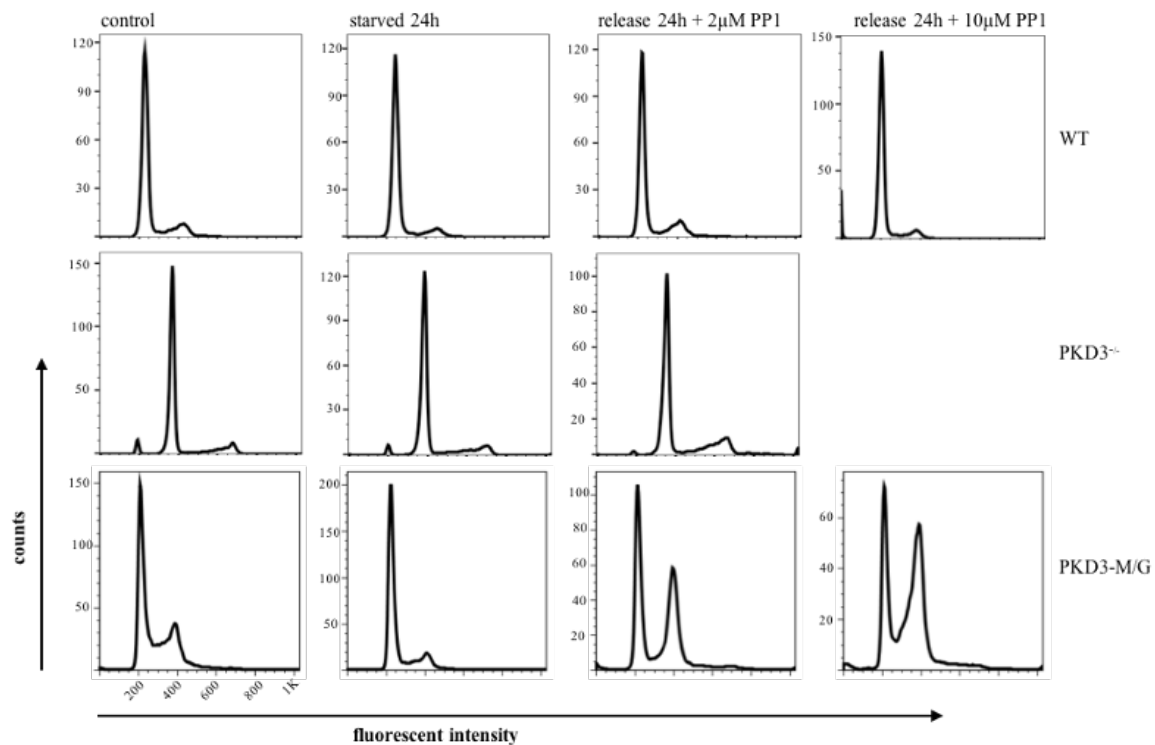 control starved 24h release 24h + 2μM PP1 release 24h + 10μM PP1
120 90 60 30
120 90 60 30
120 90 60 30
150 100 50
WT
150 100 50
120 90 60 30
100 80 60 40 20
PKD3-/-
150 100 50
200 150 100 50
100 80 60 40 20
60 40 20
PKD3-M/G
200 400 600 800 1K
counts
fluorescent intensity